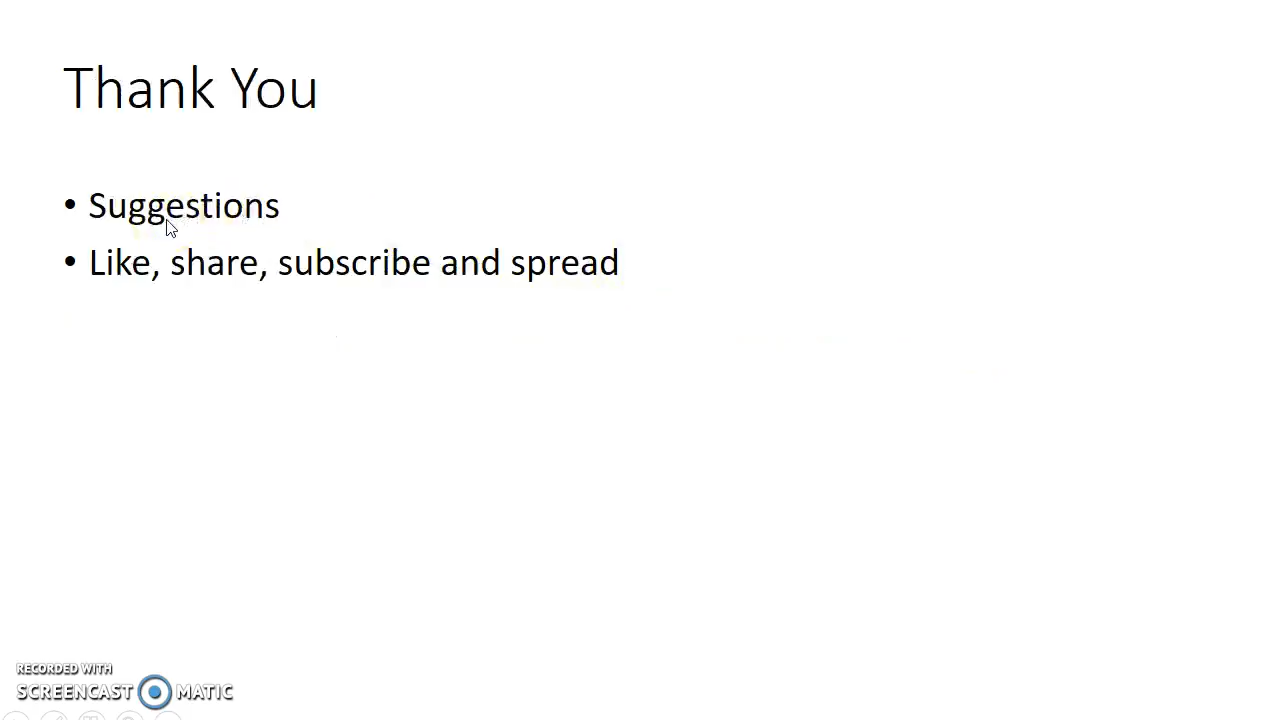 Thank You
• Suggestions
• Like, share, subscribe and spread
RECORDED WITH
SCREENCAST MATIC